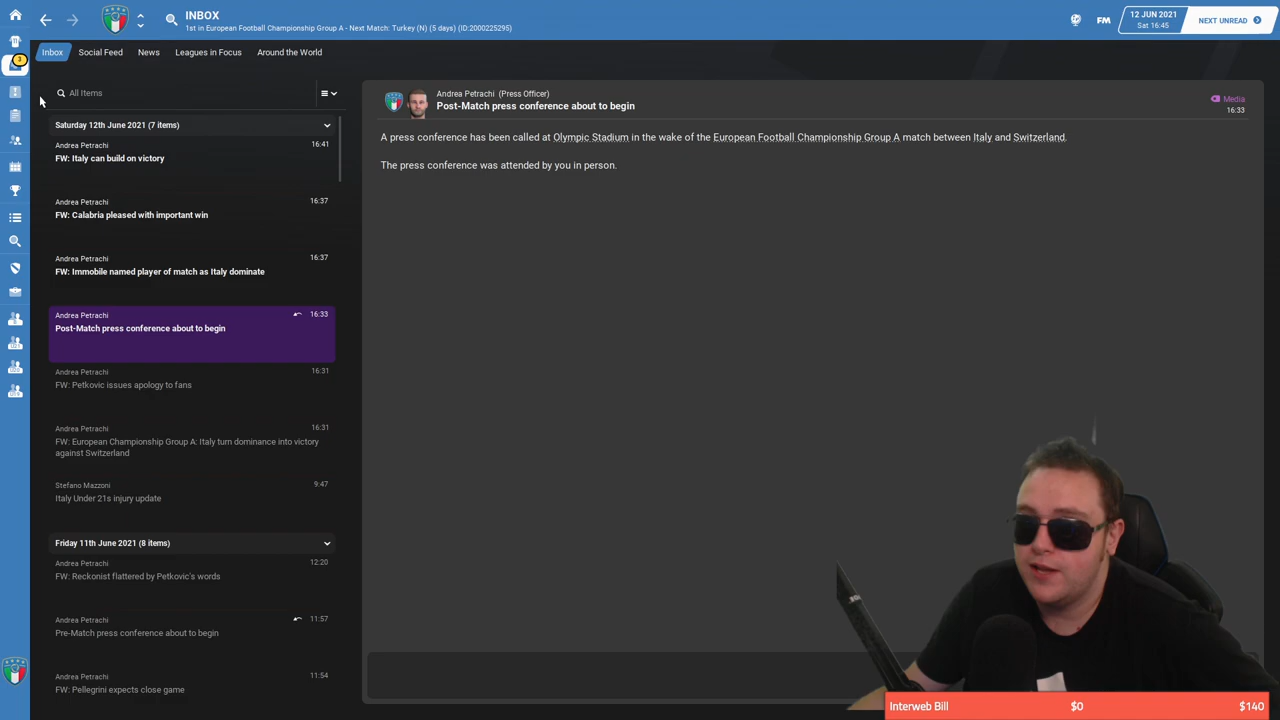 INBOX
1st in European Football Championship Group A - Next Match: Turkey (N) (5 days) (ID:2000225295)
FM
12 JUN 2021
Sat 16:45
NEXT UNREAD
3
Inbox
Social Feed
News
Leagues in Focus
Around the World
All Items
Saturday 12th June 2021 (7 items)
Andrea Petrachi
16:41
FW: Italy can build on victory
Andrea Petrachi
16:37
FW: Calabria pleased with important win
Andrea Petrachi
16:37
FW: Immobile named player of match as Italy dominate
Andrea Petrachi
16:33
Post-Match press conference about to begin
Andrea Petrachi
16:31
FW: Petkovic issues apology to fans
Andrea Petrachi
16:31
FW: European Championship Group A: Italy turn dominance into victory
against Switzerland
Stefano Mazzoni
9:47
Italy Under 21s injury update
Friday 11th June 2021 (8 items)
Andrea Petrachi
12:20
FW: Reckonist flattered by Petkovic's words
Andrea Petrachi
11:57
Pre-Match press conference about to begin
Andrea Petrachi
11:54
FW: Pellegrini expects close game
Andrea Petrachi (Press Officer)
Post-Match press conference about to begin
Media
16:33
A press conference has been called at Olympic Stadium in the wake of the European Football Championship Group A match between Italy and Switzerland.
The press conference was attended by you in person.
Interweb Bill
$0
$140